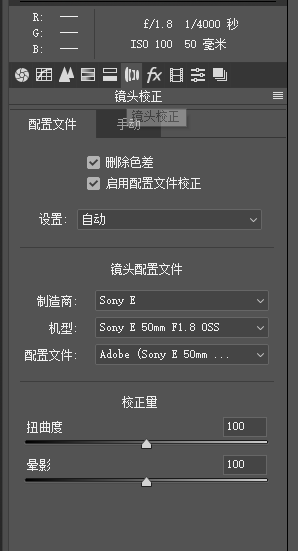 R: ——
G: ——
B: ——
f/1.8 1/4000 秒
ISO 100 50 毫米
fx
镜头校正
配置文件 手动
镜头校正
删除色差
启用配置文件校正
设置: 自动
镜头配置文件
制造商: Sony E
机型: Sony E 50mm F1.8 OSS
配置文件: Adobe (Sony E 50mm ...
校正量
扭曲度 100
晕影 100